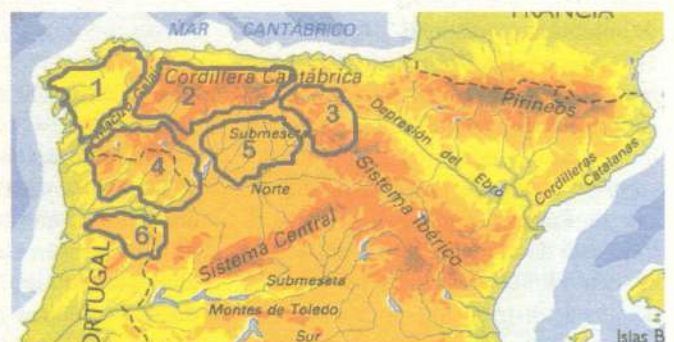 FRANCIA
MAR CANTÁBRICO
Cordillera Cantábrica
1
2
3
Pirineos
Submeseta
5
Depresión del Ebro
4
Norte
Sistema Ibérico
Cordilleras
Catalanas
6
Sistema Central
Submeseta
Montes de Toledo
Sur
Islas B